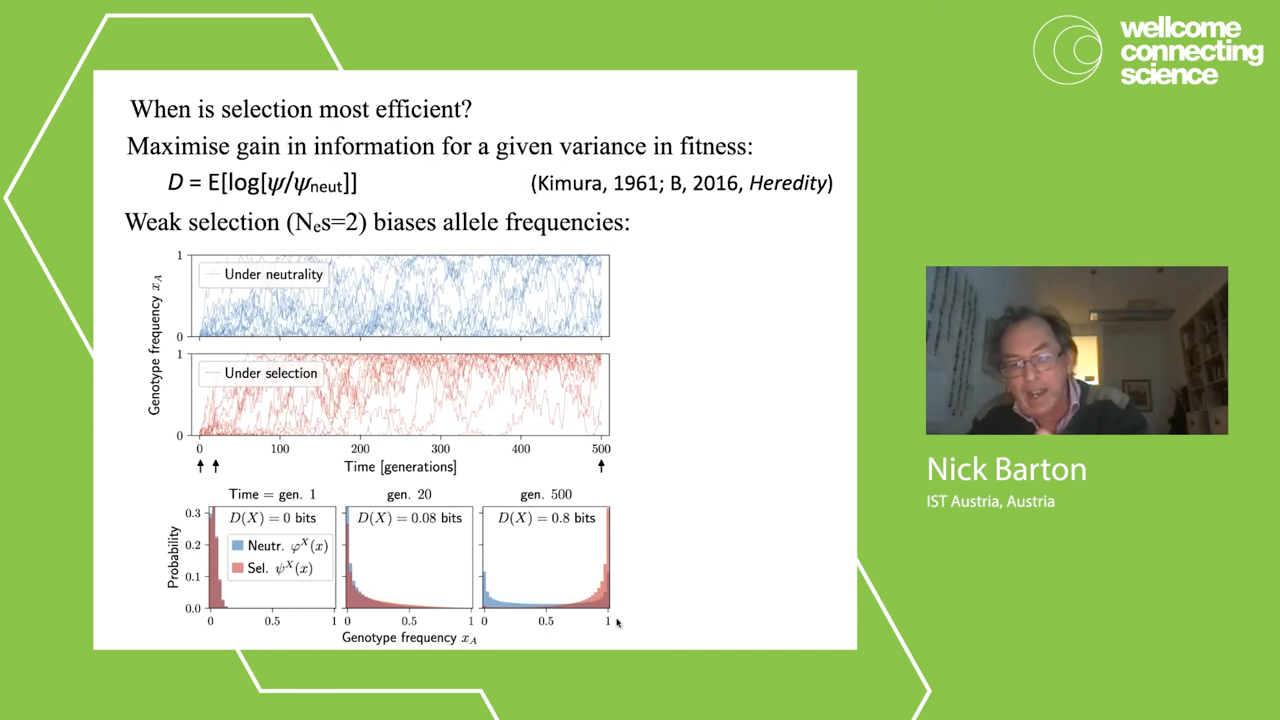 wellcome
connecting
science
When is selection most efficient?
Maximise gain in information for a given variance in fitness:
D = E[log[ψ/ψneut]] (Kimura, 1961; B, 2016, Heredity)
Weak selection (Nₑs=2) biases allele frequencies:
Genotype frequency xA
1
0
Under neutrality
1
0
Under selection
0 100 200 300 400 500
Time [generations]
Time = gen. 1 gen. 20 gen. 500
Probability
0.3
0.2
0.1
0.0
D(X) = 0 bits D(X) = 0.08 bits D(X) = 0.8 bits
Neutr. φ^X(x)
Sel. ψ^X(x)
0 0.5 1 0 0.5 1 0 0.5 1
Genotype frequency xA
Nick Barton
IST Austria, Austria